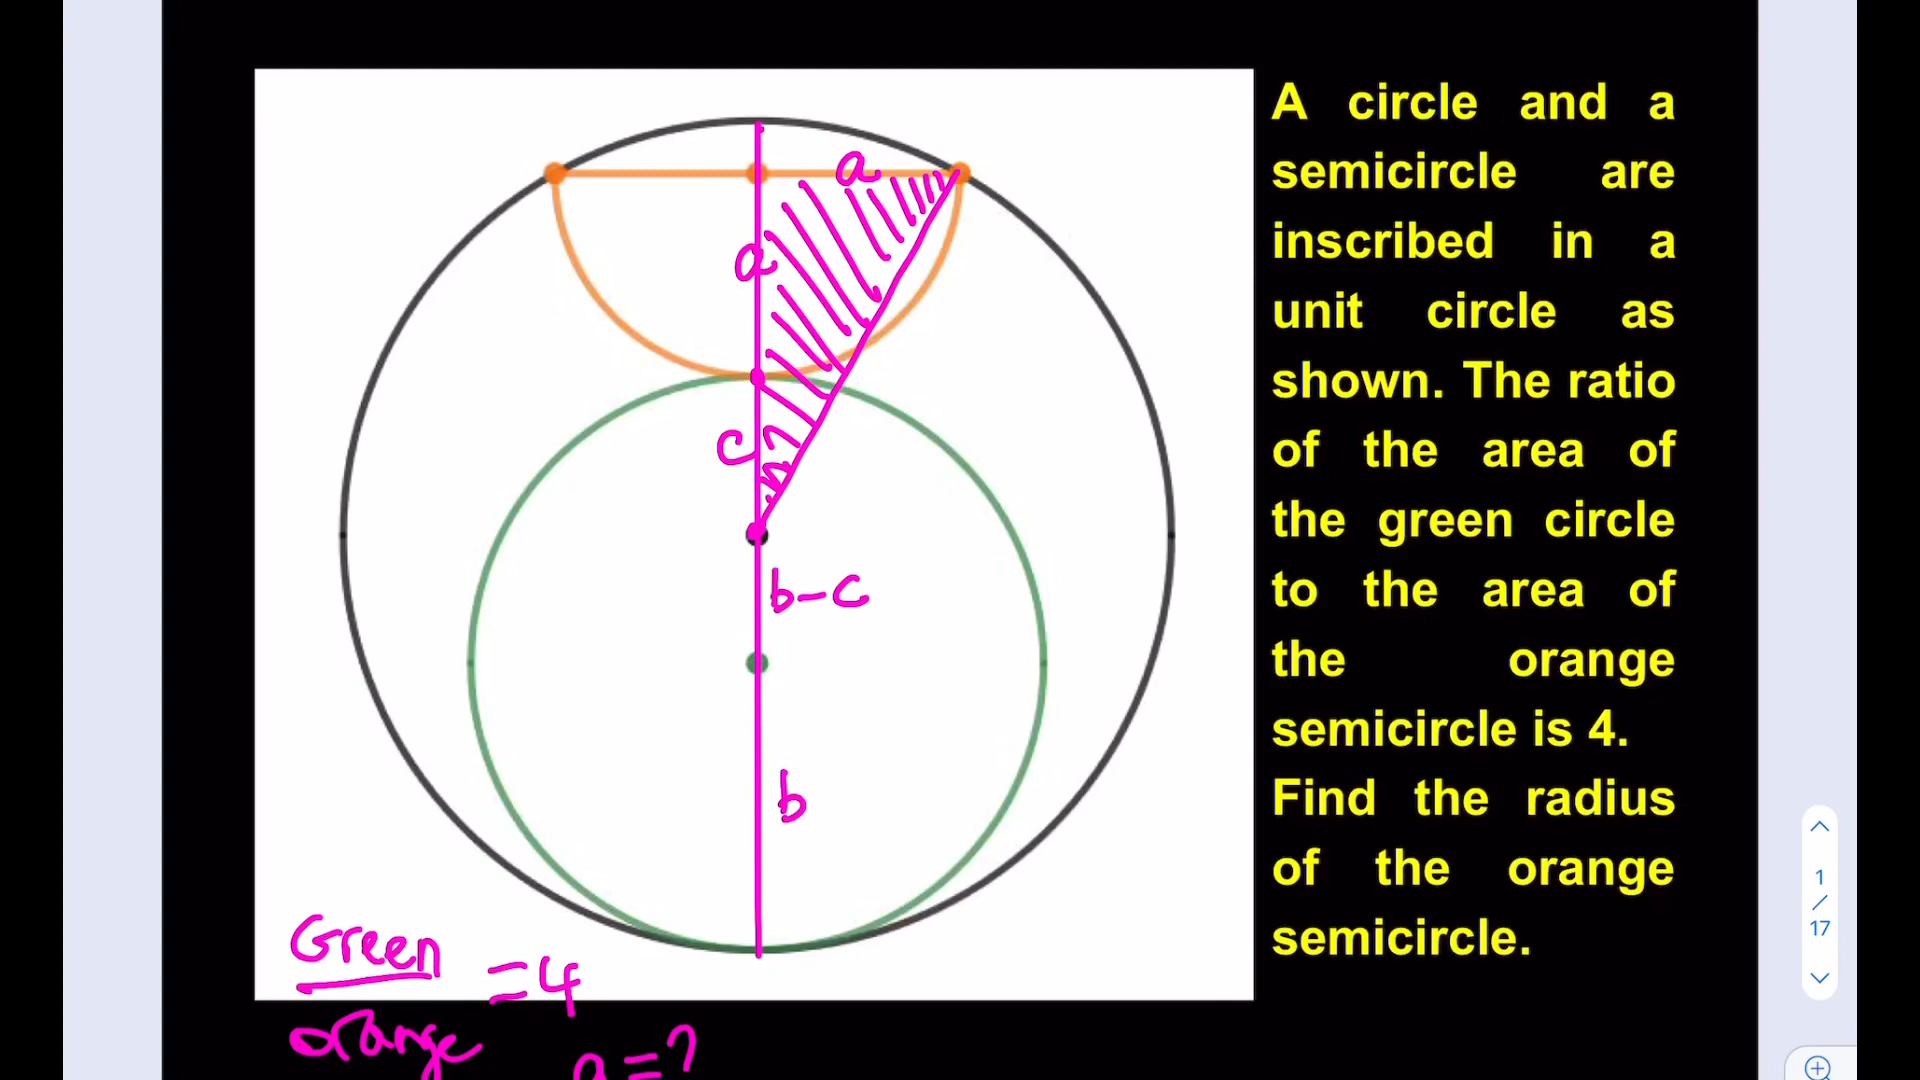 A circle and a
semicircle are
inscribed in a
unit circle as
shown. The ratio
of the area of
the green circle
to the area of
the orange
semicircle is 4.
Find the radius
of the orange
semicircle.
a
a
c
b-c
b
Green
orange
=4
a=?
1
/
17